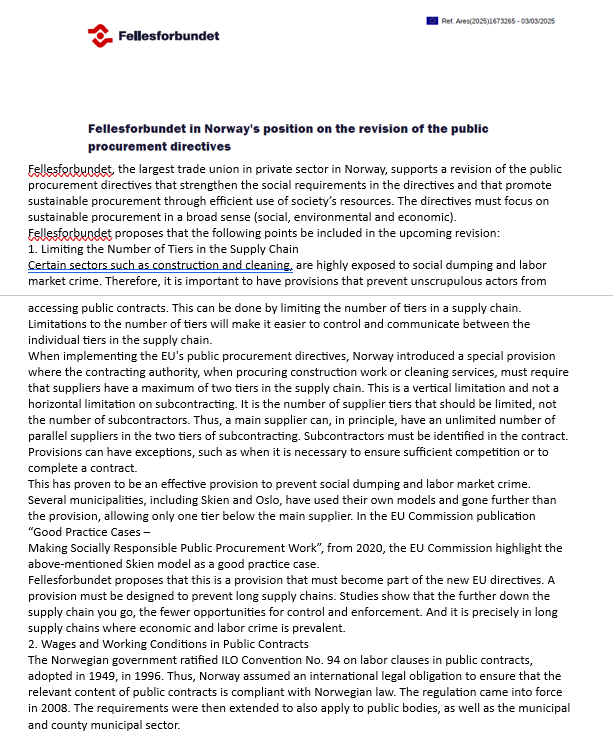 Ref. Ares(2025)1673265 - 03/03/2025
Fellesforbundet
Fellesforbundet in Norway's position on the revision of the public
procurement directives
Fellesforbundet, the largest trade union in private sector in Norway, supports a revision of the public
procurement directives that strengthen the social requirements in the directives and that promote
sustainable procurement through efficient use of society's resources. The directives must focus on
sustainable procurement in a broad sense (social, environmental and economic).
Fellesforbundet proposes that the following points be included in the upcoming revision:
1. Limiting the Number of Tiers in the Supply Chain
Certain sectors such as construction and cleaning, are highly exposed to social dumping and labor
market crime. Therefore, it is important to have provisions that prevent unscrupulous actors from
accessing public contracts. This can be done by limiting the number of tiers in a supply chain.
Limitations to the number of tiers will make it easier to control and communicate between the
individual tiers in the supply chain.
When implementing the EU's public procurement directives, Norway introduced a special provision
where the contracting authority, when procuring construction work or cleaning services, must require
that suppliers have a maximum of two tiers in the supply chain. This is a vertical limitation and not a
horizontal limitation on subcontracting. It is the number of supplier tiers that should be limited, not
the number of subcontractors. Thus, a main supplier can, in principle, have an unlimited number of
parallel suppliers in the two tiers of subcontracting. Subcontractors must be identified in the contract.
Provisions can have exceptions, such as when it is necessary to ensure sufficient competition or to
complete a contract.
This has proven to be an effective provision to prevent social dumping and labor market crime.
Several municipalities, including Skien and Oslo, have used their own models and gone further than
the provision, allowing only one tier below the main supplier. In the EU Commission publication
“Good Practice Cases –
Making Socially Responsible Public Procurement Work”, from 2020, the EU Commission highlight the
above-mentioned Skien model as a good practice case.
Fellesforbundet proposes that this is a provision that must become part of the new EU directives. A
provision must be designed to prevent long supply chains. Studies show that the further down the
supply chain you go, the fewer opportunities for control and enforcement. And it is precisely in long
supply chains where economic and labor crime is prevalent.
2. Wages and Working Conditions in Public Contracts
The Norwegian government ratified ILO Convention No. 94 on labor clauses in public contracts,
adopted in 1949, in 1996. Thus, Norway assumed an international legal obligation to ensure that the
relevant content of public contracts is compliant with Norwegian law. The regulation came into force
in 2008. The requirements were then extended to also apply to public bodies, as well as the municipal
and county municipal sector.